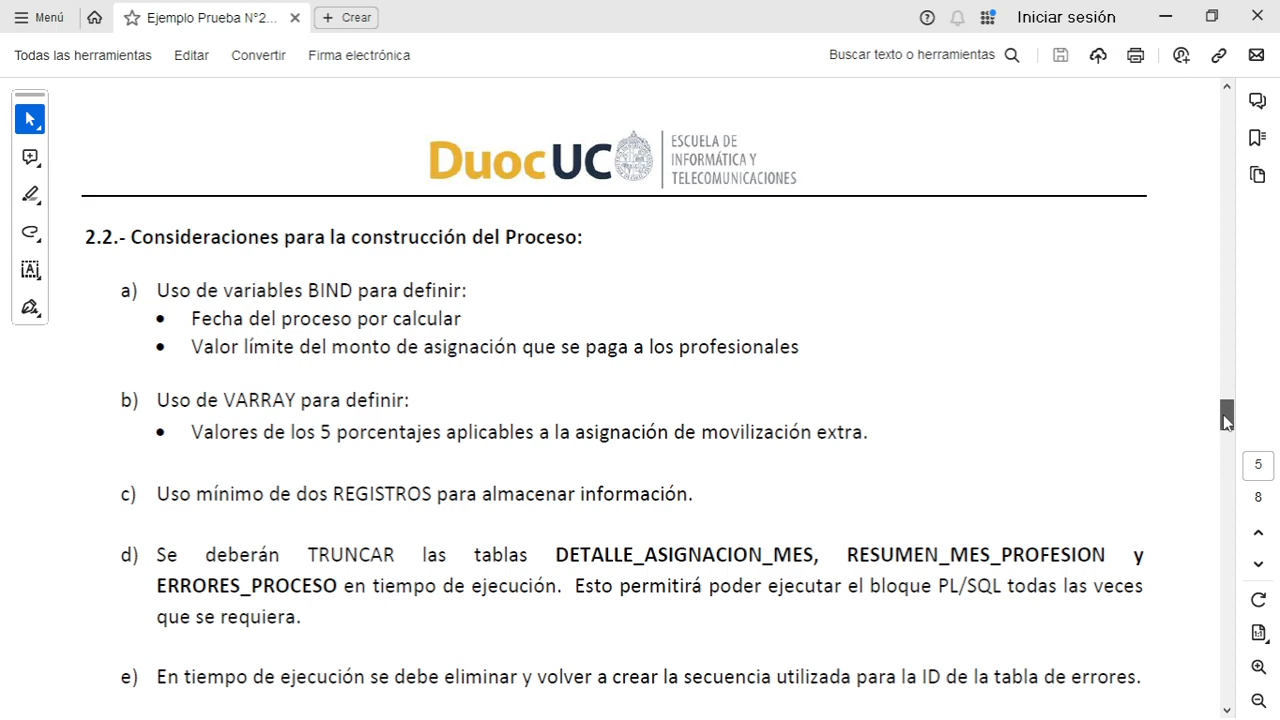 Menú
Ejemplo Prueba N°2...
Crear
Iniciar sesión
Todas las herramientas
Editar
Convertir
Firma electrónica
Buscar texto o herramientas
DuocUC
ESCUELA DE
INFORMÁTICA Y
TELECOMUNICACIONES
2.2.- Consideraciones para la construcción del Proceso:
a) Uso de variables BIND para definir:
• Fecha del proceso por calcular
• Valor límite del monto de asignación que se paga a los profesionales
b) Uso de VARRAY para definir:
• Valores de los 5 porcentajes aplicables a la asignación de movilización extra.
c) Uso mínimo de dos REGISTROS para almacenar información.
d) Se deberán TRUNCAR las tablas DETALLE_ASIGNACION_MES, RESUMEN_MES_PROFESION y
ERRORES_PROCESO en tiempo de ejecución. Esto permitirá poder ejecutar el bloque PL/SQL todas las veces
que se requiera.
e) En tiempo de ejecución se debe eliminar y volver a crear la secuencia utilizada para la ID de la tabla de errores.
5
8